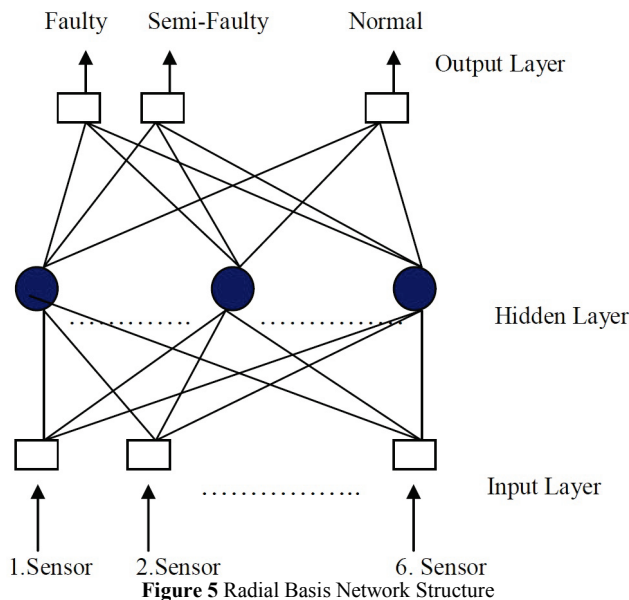 Faulty Semi-Faulty Normal
Output Layer
Hidden Layer
Input Layer
1.Sensor 2.Sensor 6. Sensor
Figure 5 Radial Basis Network Structure